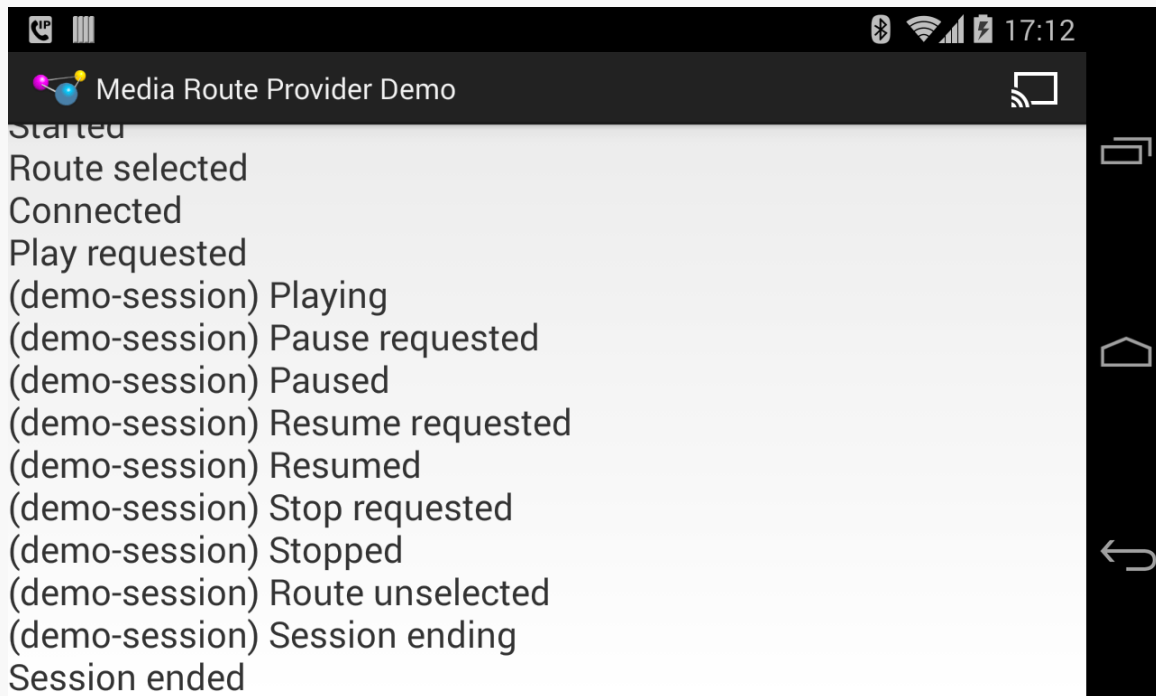 IP
17:12
Media Route Provider Demo
Started
Route selected
Connected
Play requested
(demo-session) Playing
(demo-session) Pause requested
(demo-session) Paused
(demo-session) Resume requested
(demo-session) Resumed
(demo-session) Stop requested
(demo-session) Stopped
(demo-session) Route unselected
(demo-session) Session ending
Session ended